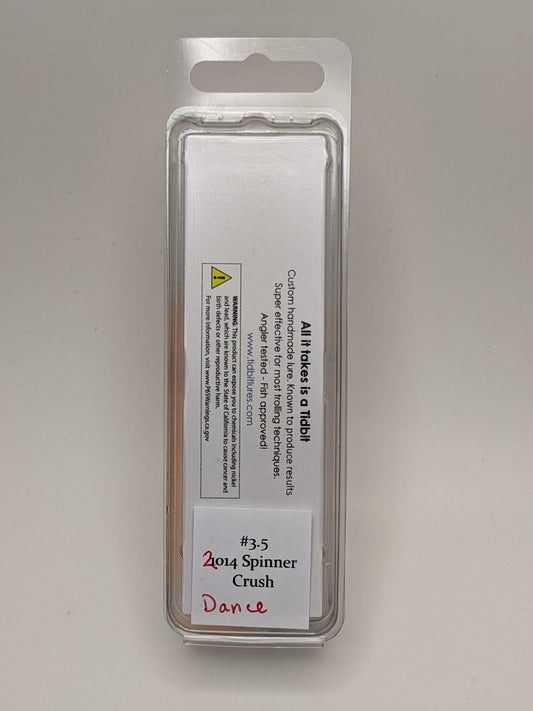 All it takes is a Tidbit
Custom handmade lure. Known to produce results
Super effective for most trolling techniques.
Angler tested - Fish approved!
www.tidbitlures.com
WARNING: This product can expose you to chemicals including nickel
and lead, which are known to the State of California to cause cancer and
birth defects or other reproductive harm.
For more information, visit www.P65Warnings.ca.gov
#3.5
21014 Spinner
Crush
Dance